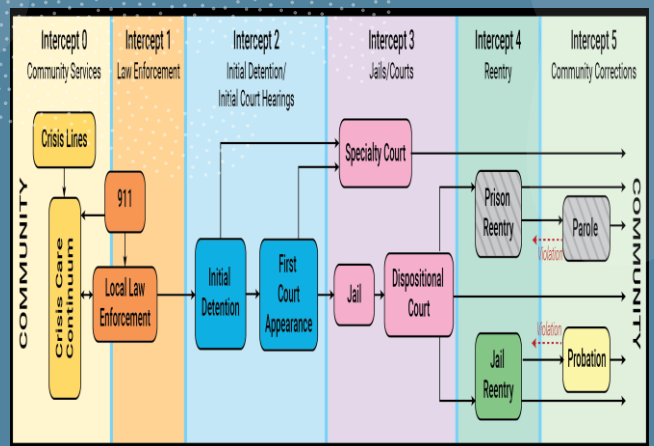 Intercept 0
Community Services
Intercept 1
Law Enforcement
Intercept 2
Initial Detention/
Initial Court Hearings
Intercept 3
Jails/Courts
Intercept 4
Reentry
Intercept 5
Community Corrections
COMMUNITY
Crisis Lines
Crisis Care
Continuum
911
Local Law
Enforcement
Initial
Detention
First
Court
Appearance
Specialty Court
Jail
Dispositional
Court
Prison
Reentry
Parole
Violation
Jail
Reentry
Probation
Violation
COMMUNITY